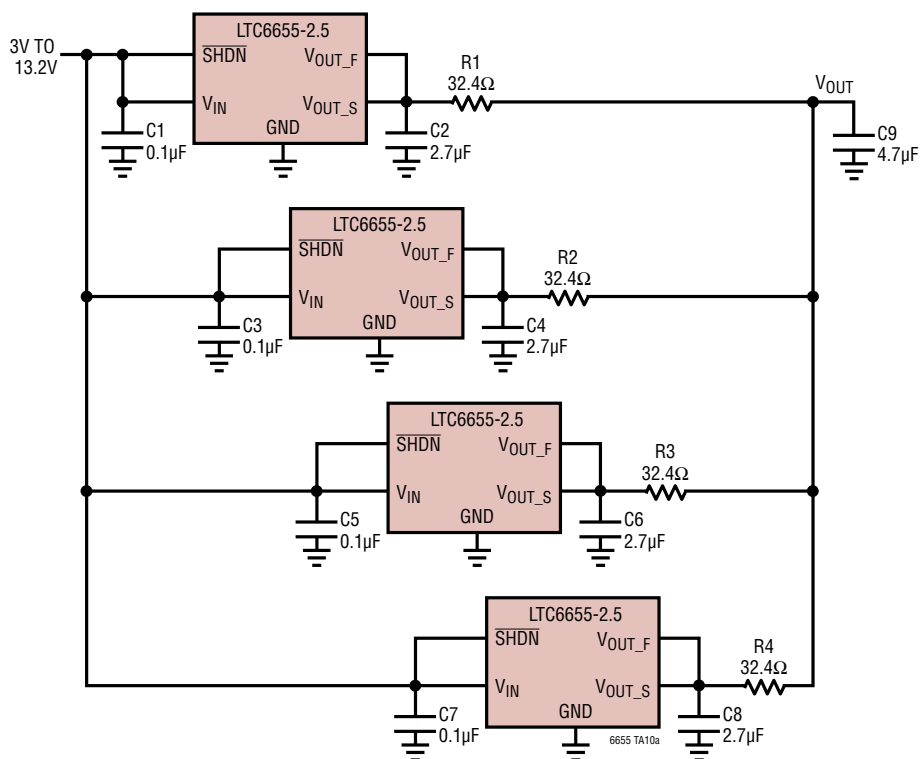 3V TO
13.2V
LTC6655-2.5
SHDN
VOUT_F
VIN
VOUT_S
GND
C1
0.1µF
C2
2.7µF
R1
32.4Ω
VOUT
C9
4.7µF
LTC6655-2.5
SHDN
VOUT_F
VIN
VOUT_S
GND
C3
0.1µF
C4
2.7µF
R2
32.4Ω
LTC6655-2.5
SHDN
VOUT_F
VIN
VOUT_S
GND
C5
0.1µF
C6
2.7µF
R3
32.4Ω
LTC6655-2.5
SHDN
VOUT_F
VIN
VOUT_S
GND
C7
0.1µF
C8
2.7µF
R4
32.4Ω
6655 TA10a